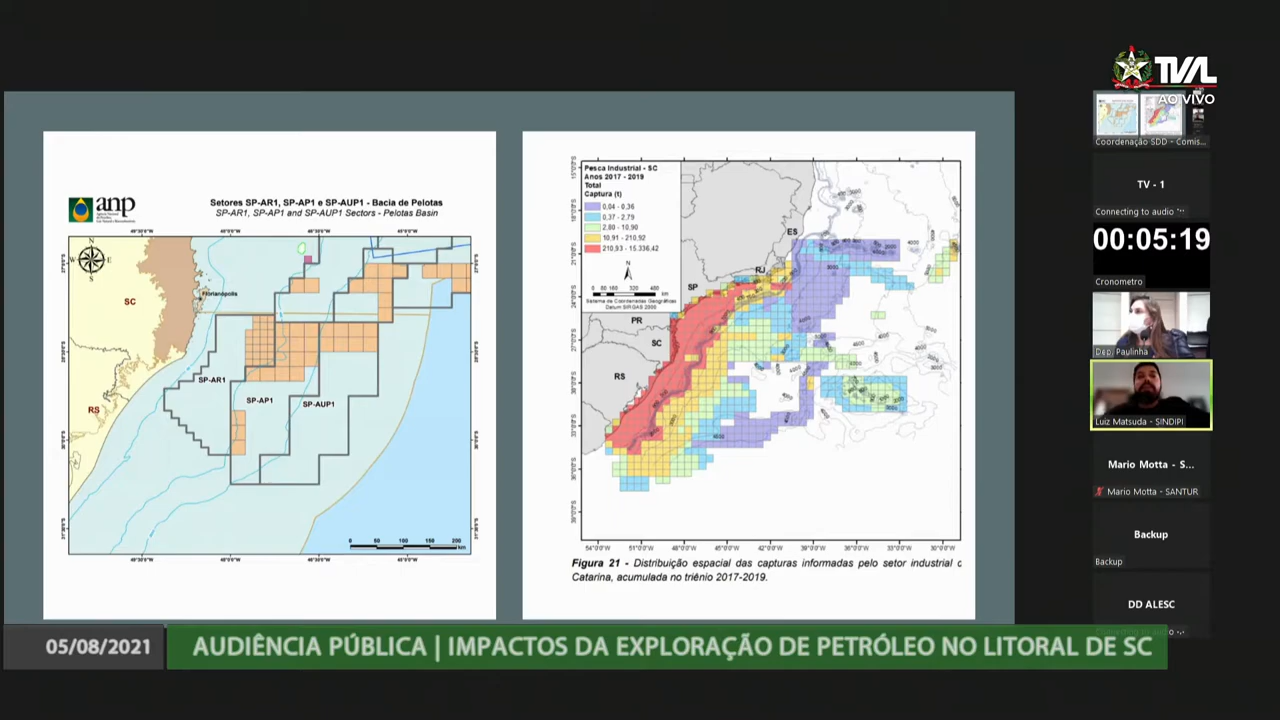 TVAL
AO VIVO
anp
Setores SP-AR1, SP-AP1 e SP-AUP1 - Bacia de Pelotas
SP-AR1, SP-AP1 and SP-AUP1 Sectors - Pelotas Basin
N
W
E
S
SC
Florianópolis
SP-AR1
SP-AP1
SP-AUP1
RS
0 50 100 150 200
km
Pesca Industrial - SC
Anos 2017 - 2019
Total
Captura (t)
0,04 - 0,36
0,37 - 2,79
2,80 - 10,90
10,91 - 210,92
210,93 - 15.336,42
N
0 80 160 320 480
km
Sistema de Coordenadas Geográficas
Datum SIRGAS 2000
ES
RJ
SP
PR
SC
RS
54°0'0"W 51°0'0"W 48°0'0"W 45°0'0"W 42°0'0"W 39°0'0"W 36°0'0"W 33°0'0"W 30°0'0"W
Figura 21 - Distribuição espacial das capturas informadas pelo setor industrial d
Catarina, acumulada no triênio 2017-2019.
Coordenação SDD - Comis...
TV - 1
Connecting to audio ···
00:05:19
Cronometro
Dep. Paulinha
Luiz Matsuda - SINDIPI
Mario Motta - S...
Mario Motta - SANTUR
Backup
Backup
DD ALESC
05/08/2021
AUDIÊNCIA PÚBLICA | IMPACTOS DA EXPLORAÇÃO DE PETRÓLEO NO LITORAL DE SC